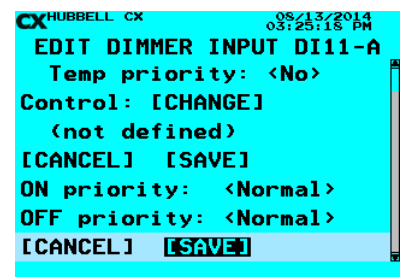 CX HUBBELL CX 08/13/2014
03:25:18 PM
EDIT DIMMER INPUT DI11-A
Temp priority: <No>
Control: [CHANGE]
(not defined)
[CANCEL] [SAVE]
ON priority: <Normal>
OFF priority: <Normal>
[CANCEL] [SAVE]